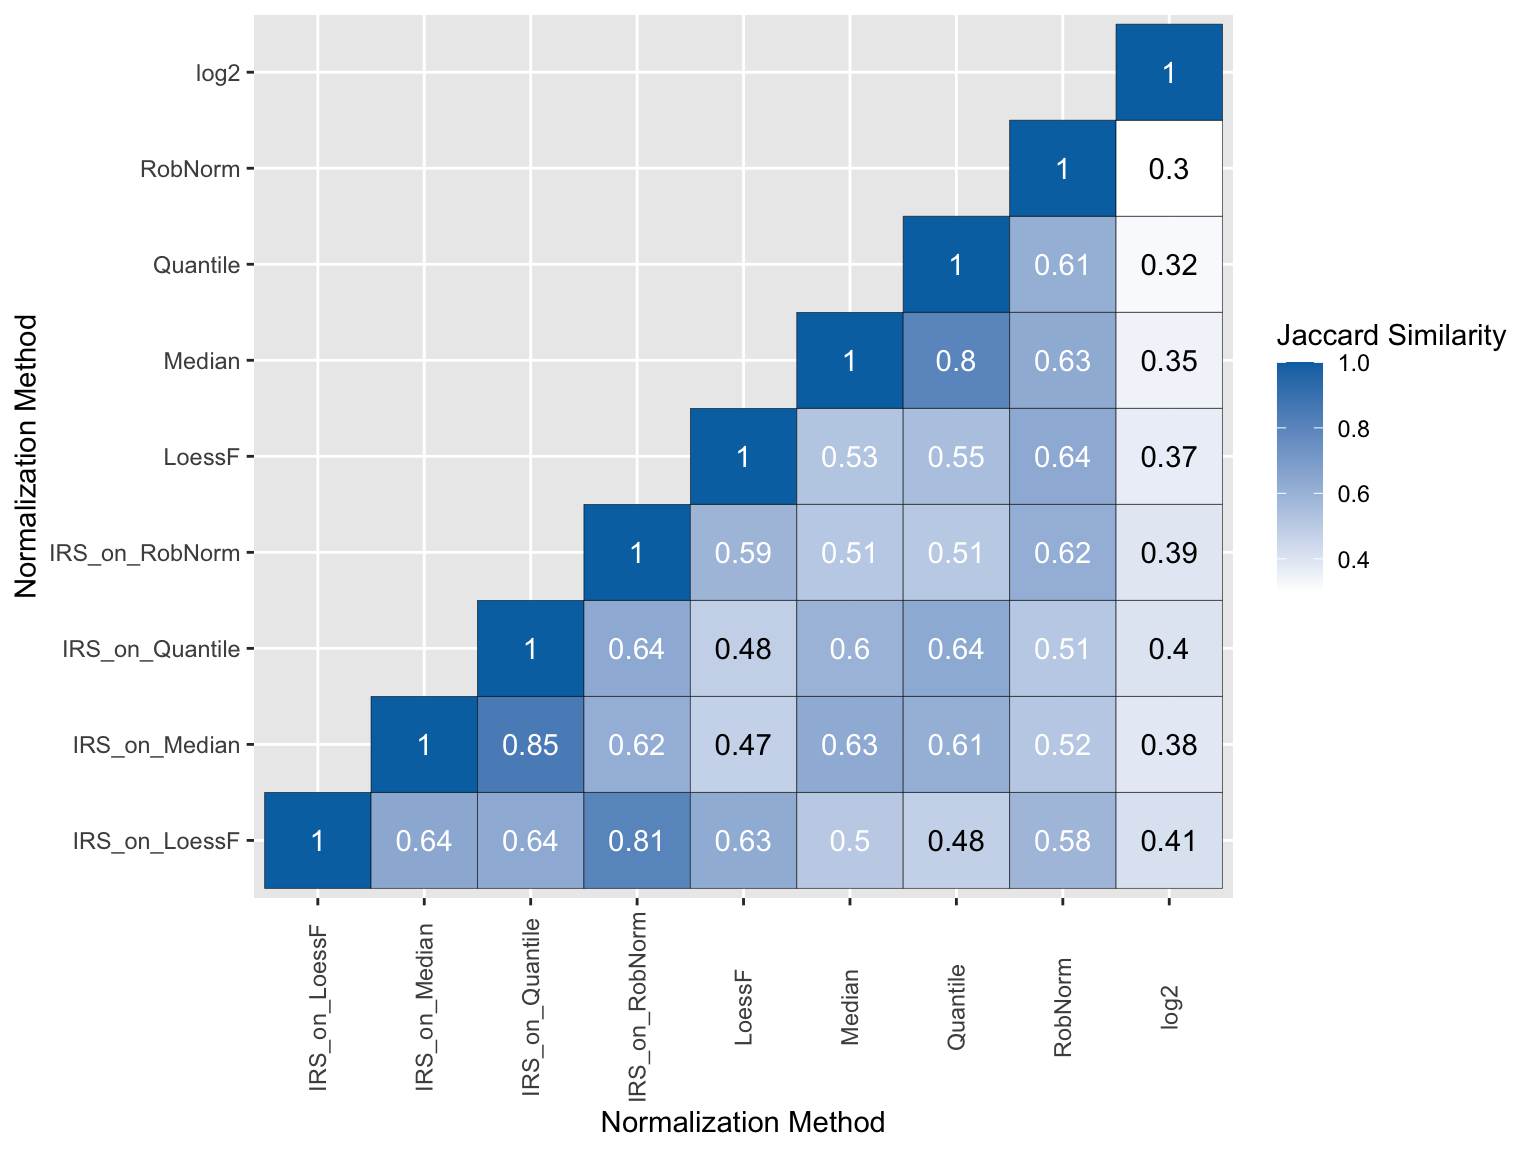 log2 1
RobNorm 1 0.3
Quantile 1 0.61 0.32
Median 1 0.8 0.63 0.35
LoessF 1 0.53 0.55 0.64 0.37
IRS_on_RobNorm 1 0.59 0.51 0.51 0.62 0.39
IRS_on_Quantile 1 0.64 0.48 0.6 0.64 0.51 0.4
IRS_on_Median 1 0.85 0.62 0.47 0.63 0.61 0.52 0.38
IRS_on_LoessF 1 0.64 0.64 0.81 0.63 0.5 0.48 0.58 0.41
Normalization Method
IRS_on_LoessF
IRS_on_Median
IRS_on_Quantile
IRS_on_RobNorm
LoessF
Median
Quantile
RobNorm
log2
Normalization Method
Jaccard Similarity
1.0
0.8
0.6
0.4